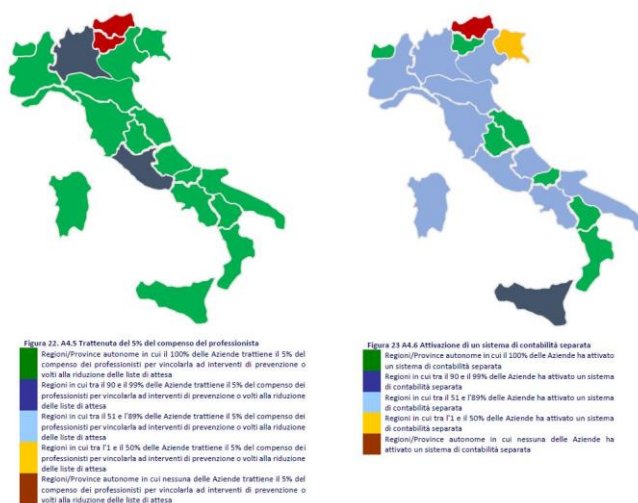 Figura 22. A4.5 Trattenuta del 5% del compenso del professionista
Regioni/Province autonome in cui il 100% delle Aziende trattiene il 5% del
compenso dei professionisti per vincolarla ad interventi di prevenzione o
volti alla riduzione delle liste di attesa
Regioni in cui tra il 90 e il 99% delle Aziende trattiene il 5% del compenso dei
professionisti per vincolarla ad interventi di prevenzione o volti alla riduzione
delle liste di attesa
Regioni in cui tra il 51 e l'89% delle Aziende trattiene il 5% del compenso dei
professionisti per vincolarla ad interventi di prevenzione o volti alla riduzione
delle liste di attesa
Regioni in cui tra l'1 e il 50% delle Aziende trattiene il 5% del compenso dei
professionisti per vincolarla ad interventi di prevenzione o volti alla riduzione
delle liste di attesa
Regioni/Province autonome in cui nessuna delle Aziende trattiene il 5% del
compenso dei professionisti per vincolarla ad interventi di prevenzione o
volti alla riduzione delle liste di attesa
Figura 23 A4.6 Attivazione di un sistema di contabilità separata
Regioni/Province autonome in cui il 100% delle Aziende ha attivato
un sistema di contabilità separata
Regioni in cui tra il 90 e il 99% delle Aziende ha attivato un sistema
di contabilità separata
Regioni in cui tra il 51 e l'89% delle Aziende ha attivato un sistema
di contabilità separata
Regioni in cui tra l'1 e il 50% delle Aziende ha attivato un sistema
di contabilità separata
Regioni/Province autonome in cui nessuna delle Aziende ha
attivato un sistema di contabilità separata